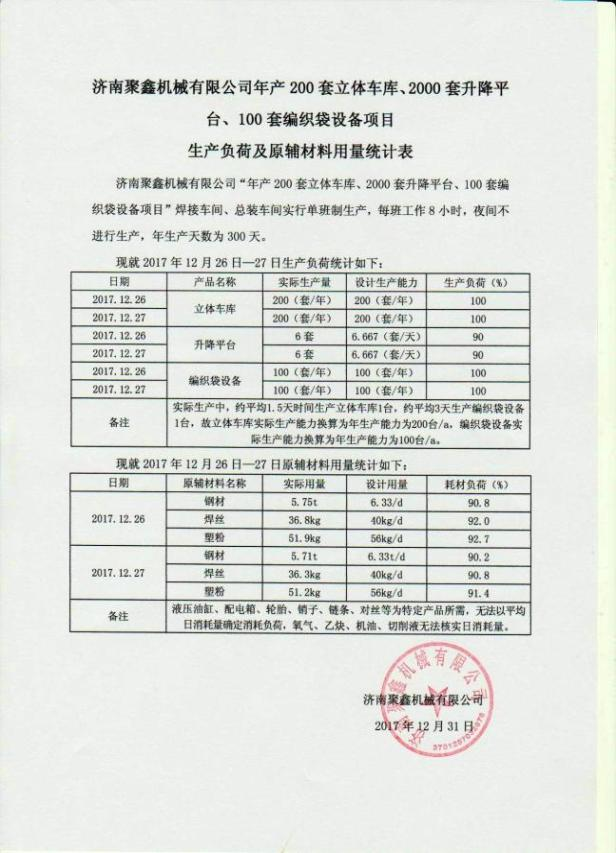 济南聚鑫机械有限公司年产 200 套立体车库、2000 套升降平
台、100 套编织袋设备项目
生产负荷及原辅材料用量统计表
济南聚鑫机械有限公司“年产 200 套立体车库、2000 套升降平台、100 套编
织袋设备项目”焊接车间、总装车间实行单班制生产，每班工作 8 小时，夜间不
进行生产，年生产天数为 300 天。
现就 2017 年 12 月 26 日—27 日生产负荷统计如下：
日期 产品名称 实际生产量 设计生产能力 生产负荷（%）
2017.12.26 立体车库 200（套/年） 200（套/年） 100
2017.12.27 200（套/年） 200（套/年） 100
2017.12.26 升降平台 6 套 6.667（套/天） 90
2017.12.27 6 套 6.667（套/天） 90
2017.12.26 编织袋设备 100（套/年） 100（套/年） 100
2017.12.27 100（套/年） 100（套/年） 100
备注 实际生产中，约平均1.5天时间生产立体车库1台，约平均3天生产编织袋设备
1台，故立体车库实际生产能力换算为年生产能力为200台/a，编织袋设备实
际生产能力换算为年生产能力为100台/a。
现就 2017 年 12 月 26 日—27 日原辅材料用量统计如下：
日期 原辅材料名称 实际用量 设计用量 耗材负荷（%）
2017.12.26 钢材 5.75t 6.33/d 90.8
焊丝 36.8kg 40kg/d 92.0
塑粉 51.9kg 56kg/d 92.7
2017.12.27 钢材 5.71t 6.33t/d 90.2
焊丝 36.3kg 40kg/d 90.8
塑粉 51.2kg 56kg/d 91.4
备注 液压油缸、配电箱、轮胎、销子、链条、对丝等为特定产品所需，无法以平均
日消耗量确定消耗负荷，氧气、乙炔、机油、切削液无法核实日消耗量。
济南聚鑫机械有限公司
济南聚鑫机械有限公司
2017 年 12 月 31 日